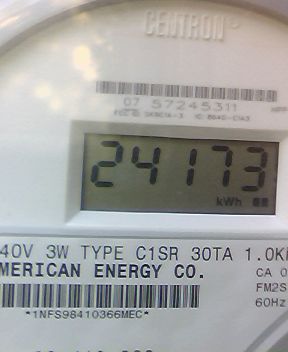 CENTRON
07 57245311
24173
kWh
40V 3W TYPE C1SR 30TA 1.0K
MERICAN ENERGY CO.
CA 0
FM2S
60Hz
*1NFS98410366MEC*